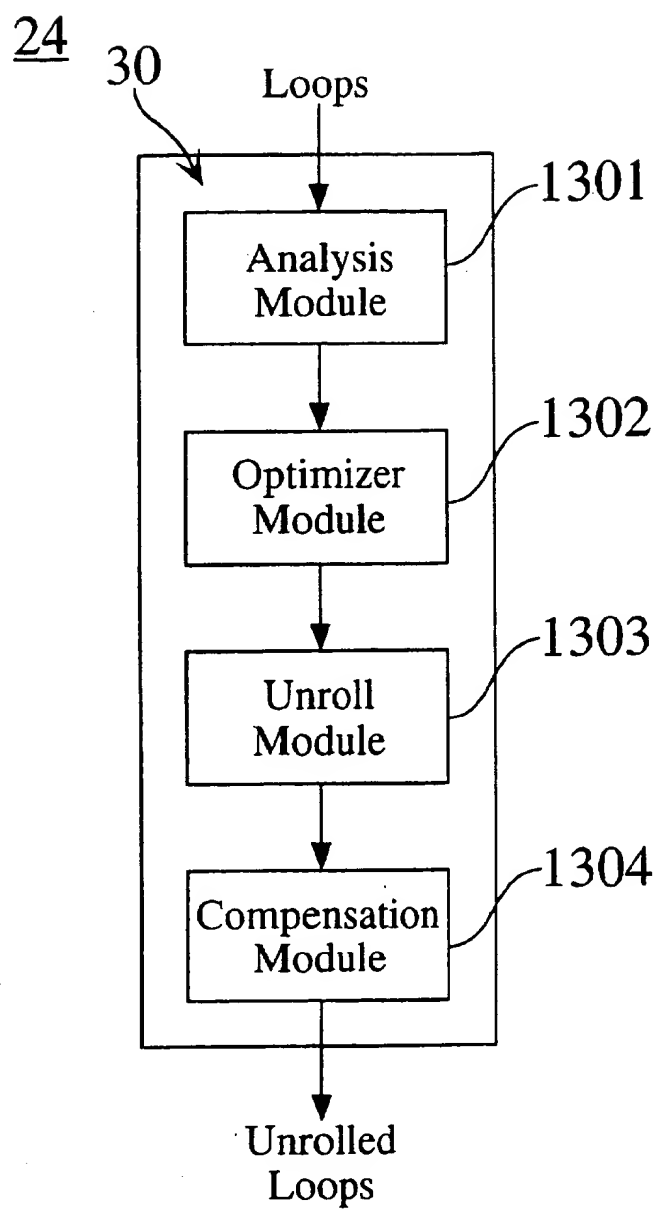 24
30
Loops
1301
Analysis
Module
1302
Optimizer
Module
1303
Unroll
Module
1304
Compensation
Module
Unrolled
Loops